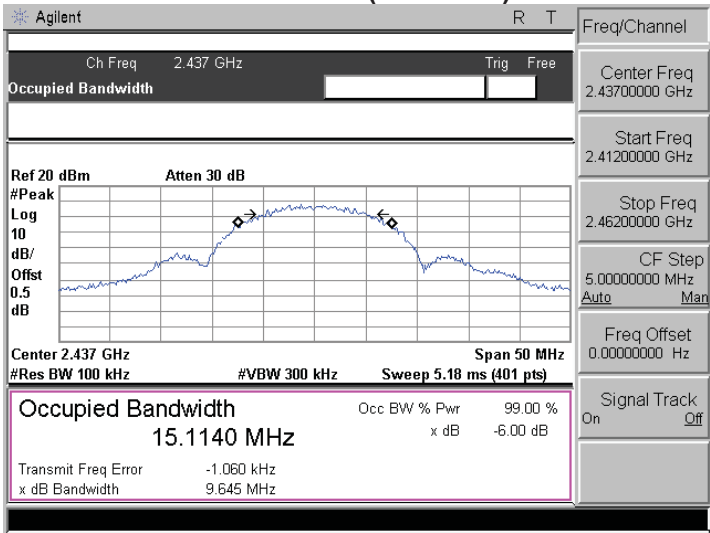 Agilent R T
Freq/Channel
Ch Freq 2.437 GHz Trig Free
Occupied Bandwidth
Center Freq
2.43700000 GHz
Start Freq
2.41200000 GHz
Stop Freq
2.46200000 GHz
CF Step
5.00000000 MHz
Auto Man
Freq Offset
0.00000000 Hz
Signal Track
On Off
Ref 20 dBm Atten 30 dB
#Peak
Log
10
dB/
Offst
0.5
dB
Center 2.437 GHz Span 50 MHz
#Res BW 100 kHz #VBW 300 kHz Sweep 5.18 ms (401 pts)
Occupied Bandwidth
15.1140 MHz
Occ BW % Pwr 99.00 %
x dB -6.00 dB
Transmit Freq Error -1.060 kHz
x dB Bandwidth 9.645 MHz